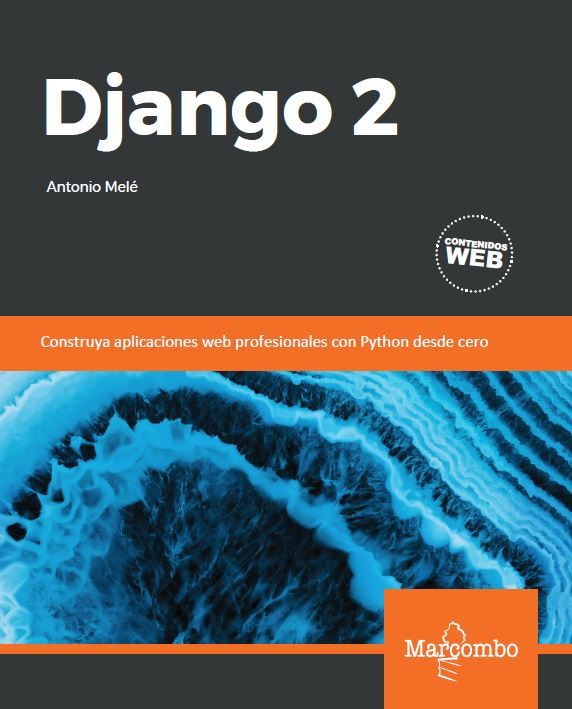 Django 2
Antonio Melé
CONTENIDOS
WEB
Construya aplicaciones web profesionales con Python desde cero
Marcombo